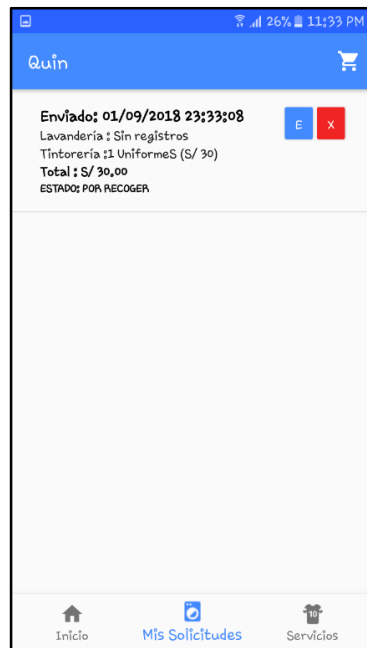 26% 11:33 PM
Quin
Enviado: 01/09/2018 23:33:08
E X
Lavandería : Sin registros
Tintorería :1 UniformeS (S/ 30)
Total : S/ 30.00
ESTADO: POR RECOGER
10
Inicio Mis Solicitudes Servicios